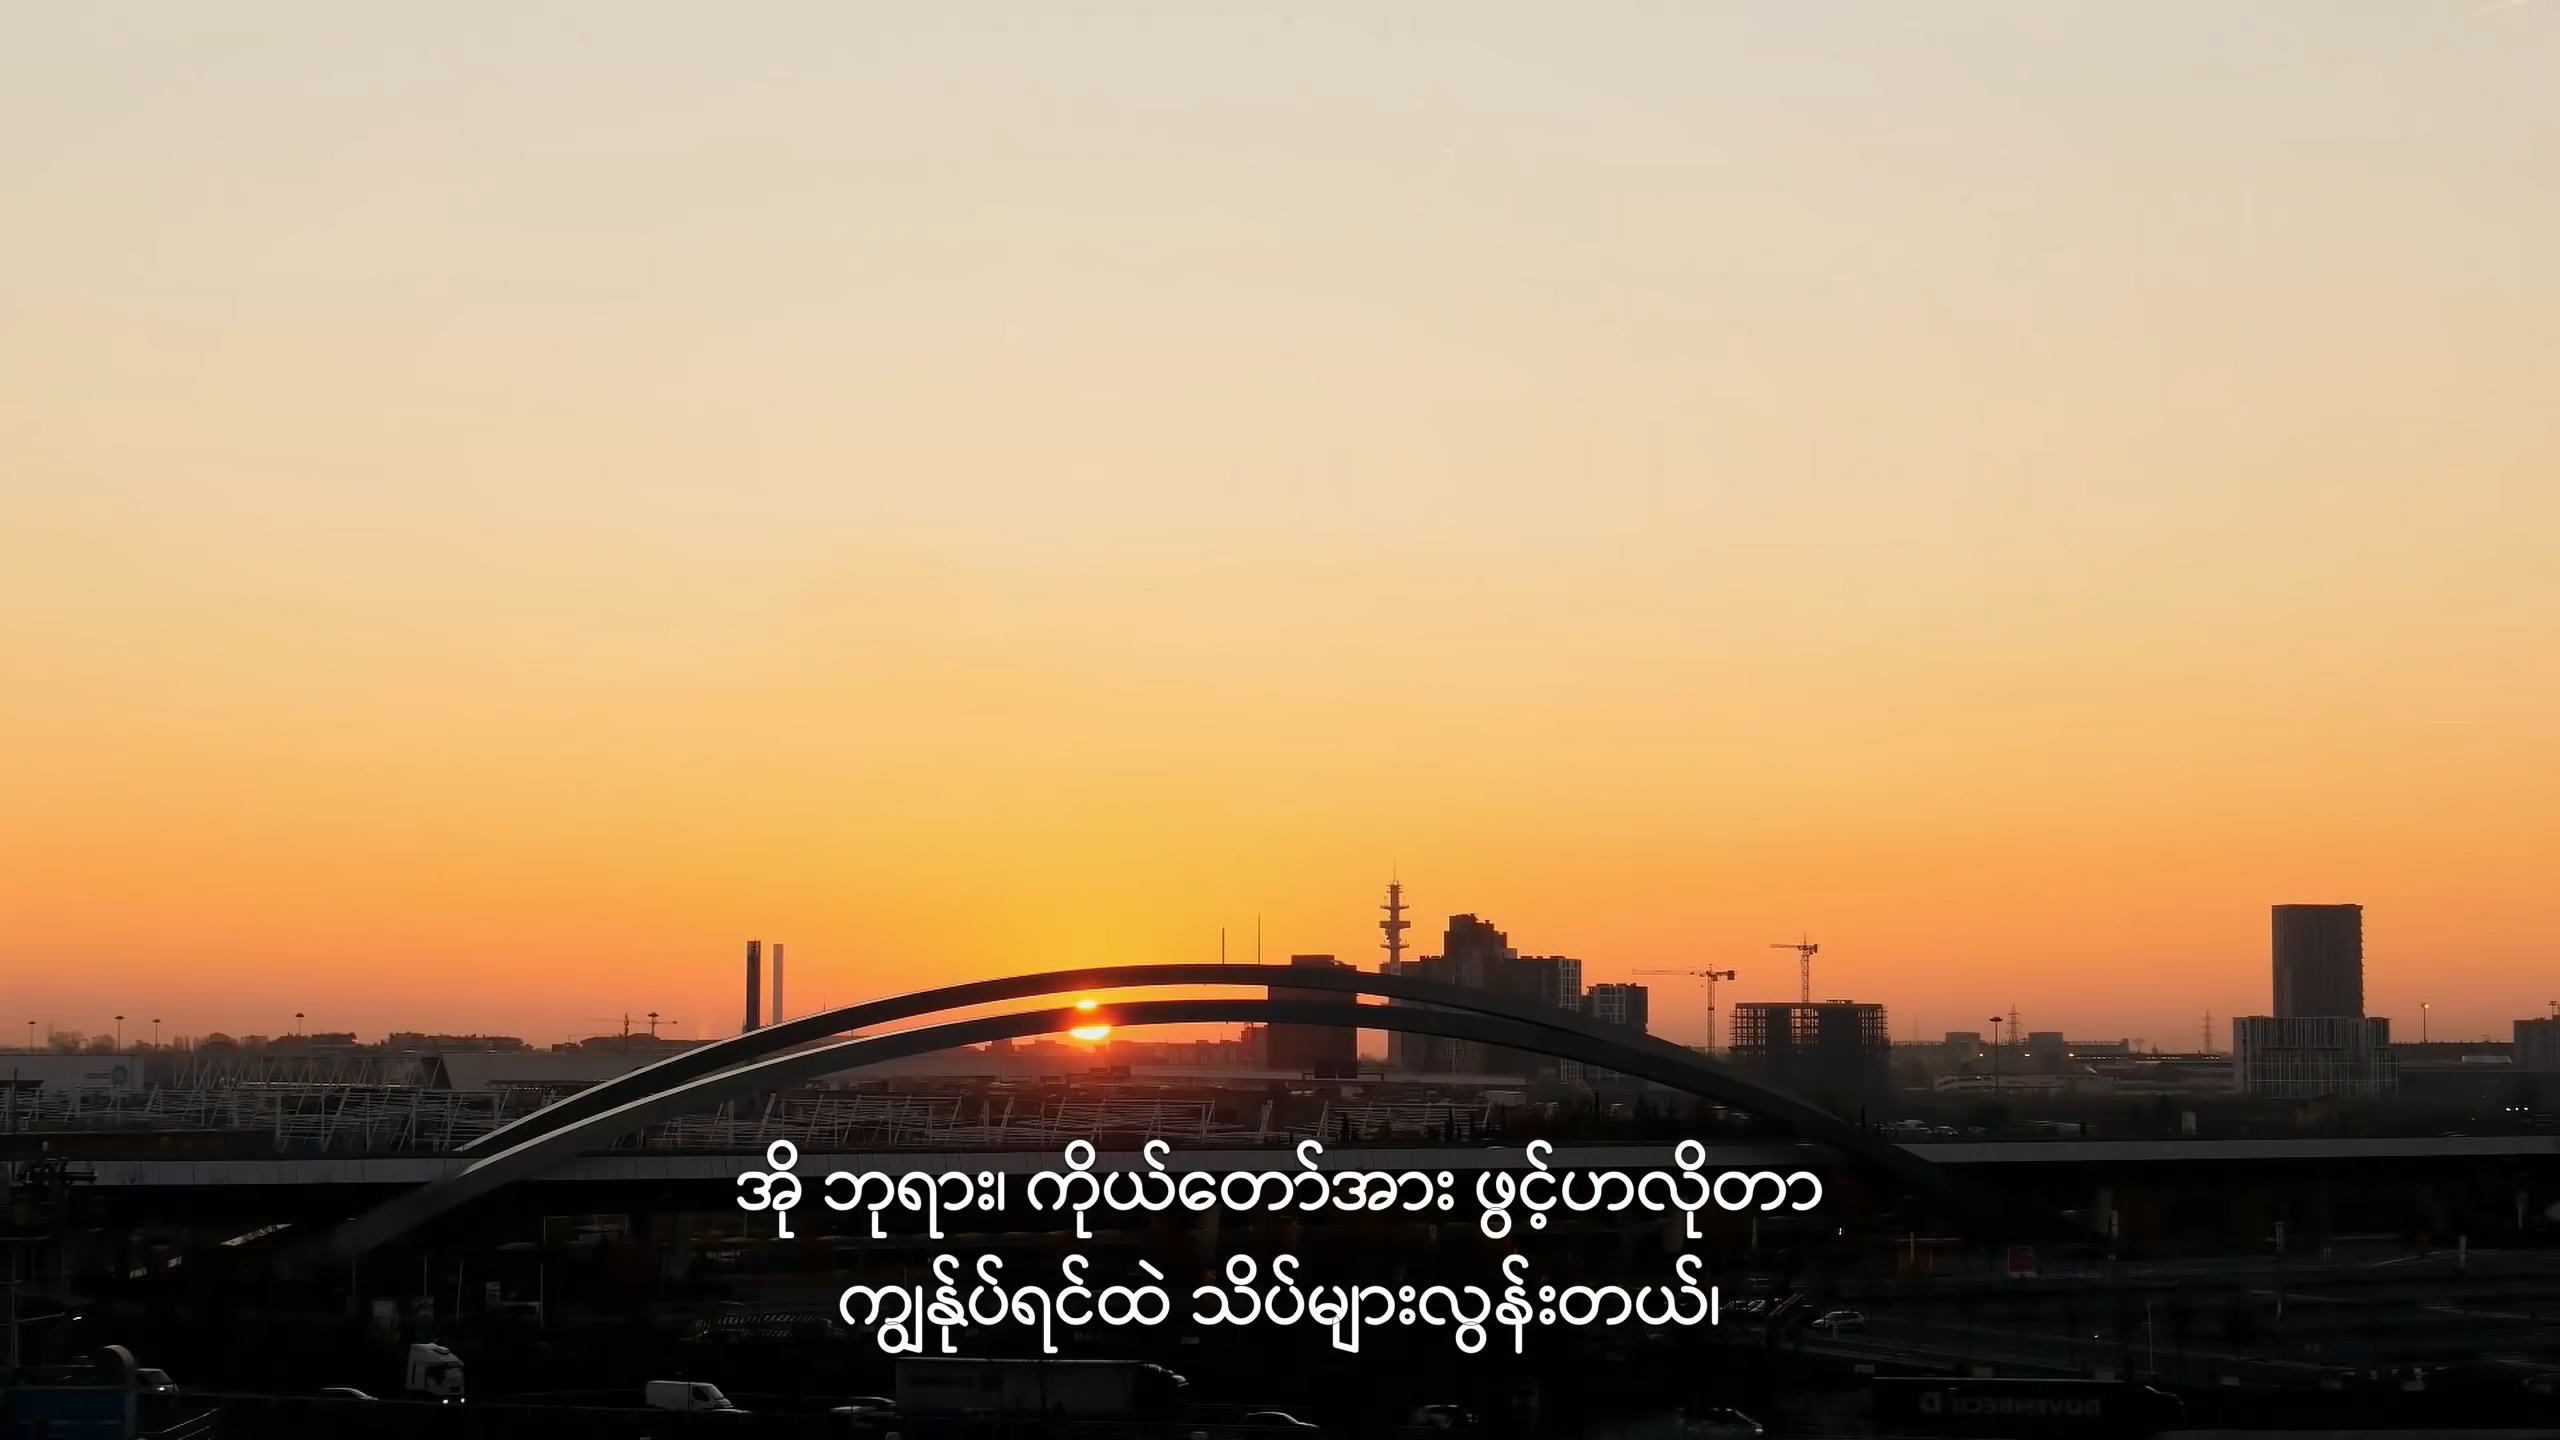 အို ဘုရား၊ ကိုယ်တော်အား ဖွင့်ဟလိုတာ
ကျွန်ုပ်ရင်ထဲ သိပ်များလွန်းတယ်၊